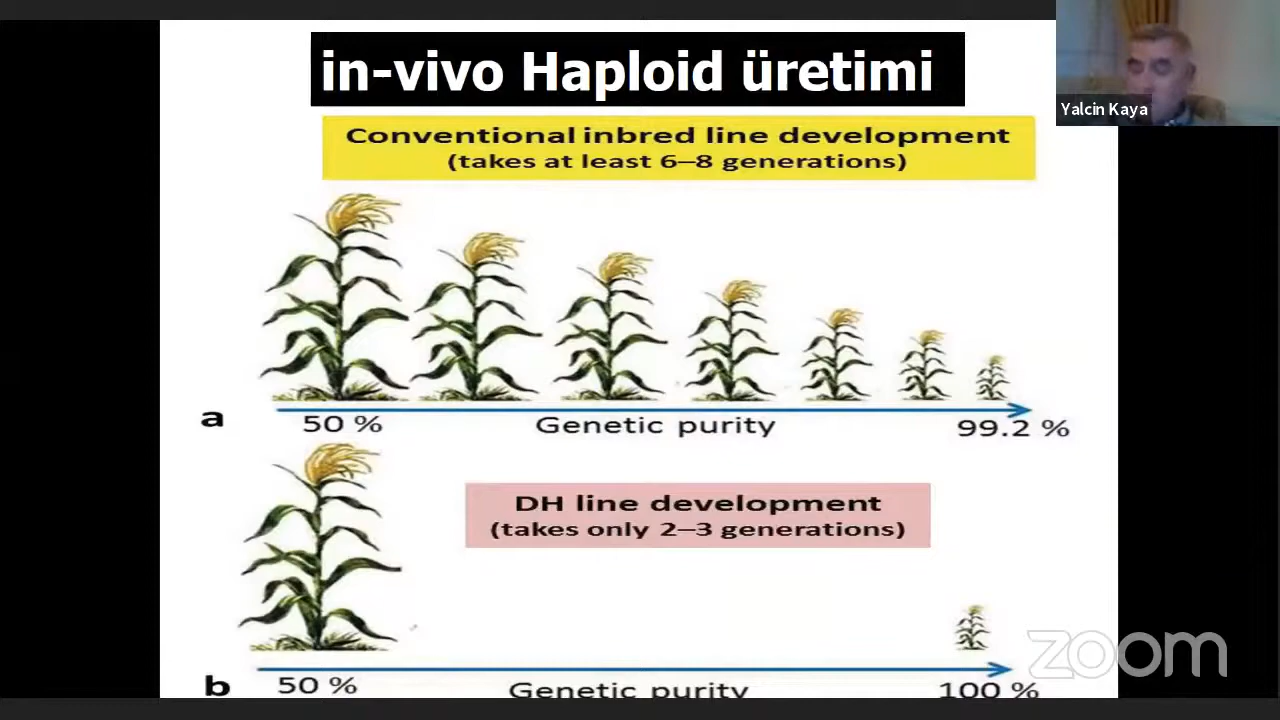 in-vivo Haploid üretimi
Yalcin Kaya
Conventional inbred line development
(takes at least 6–8 generations)
a
50 %
Genetic purity
99.2 %
DH line development
(takes only 2–3 generations)
b
50 %
Genetic purity
100 %
zoom